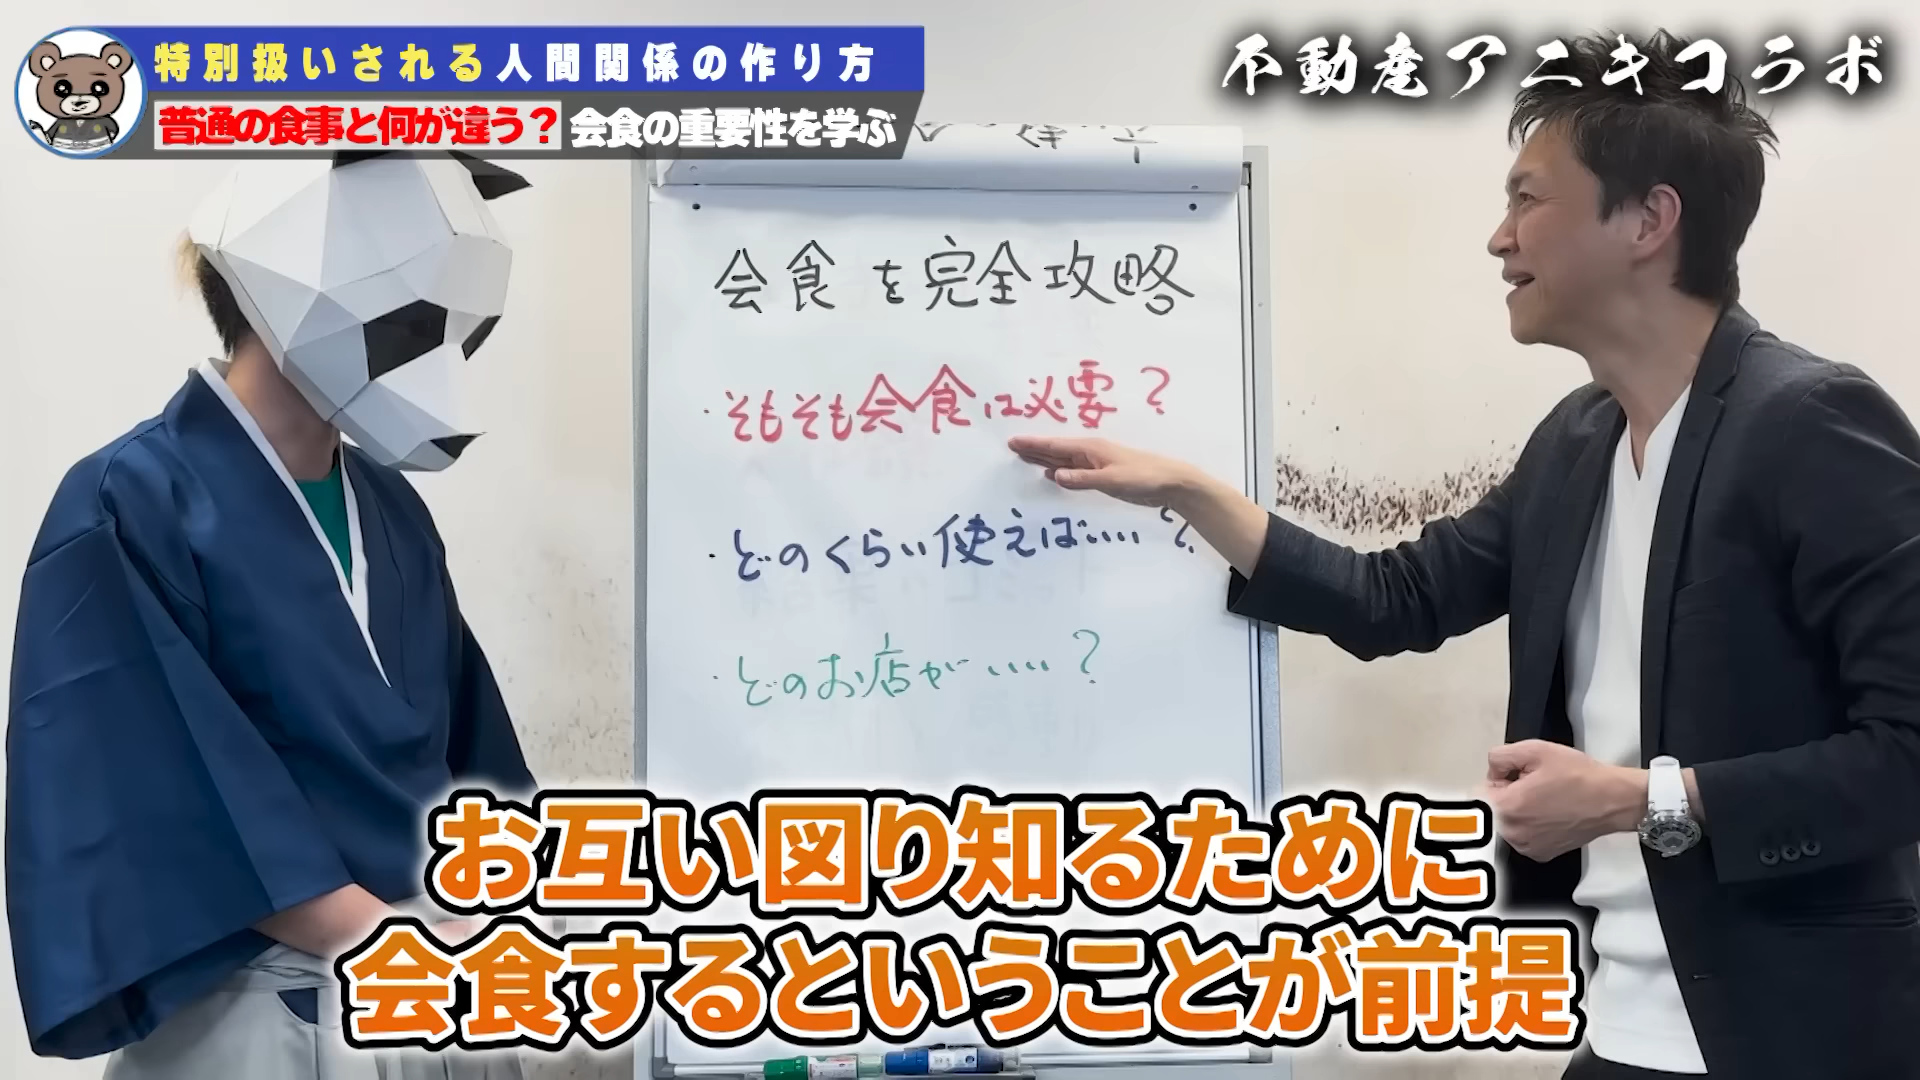 特別扱いされる人間関係の作り方
普通の食事と何が違う？ 会食の重要性を学ぶ
不動産アニキコラボ
会食を完全攻略
・そもそも会食は必要？
・どのくらい使えばいい？
・どのお店がいい？
お互い図り知るために
会食するということが前提